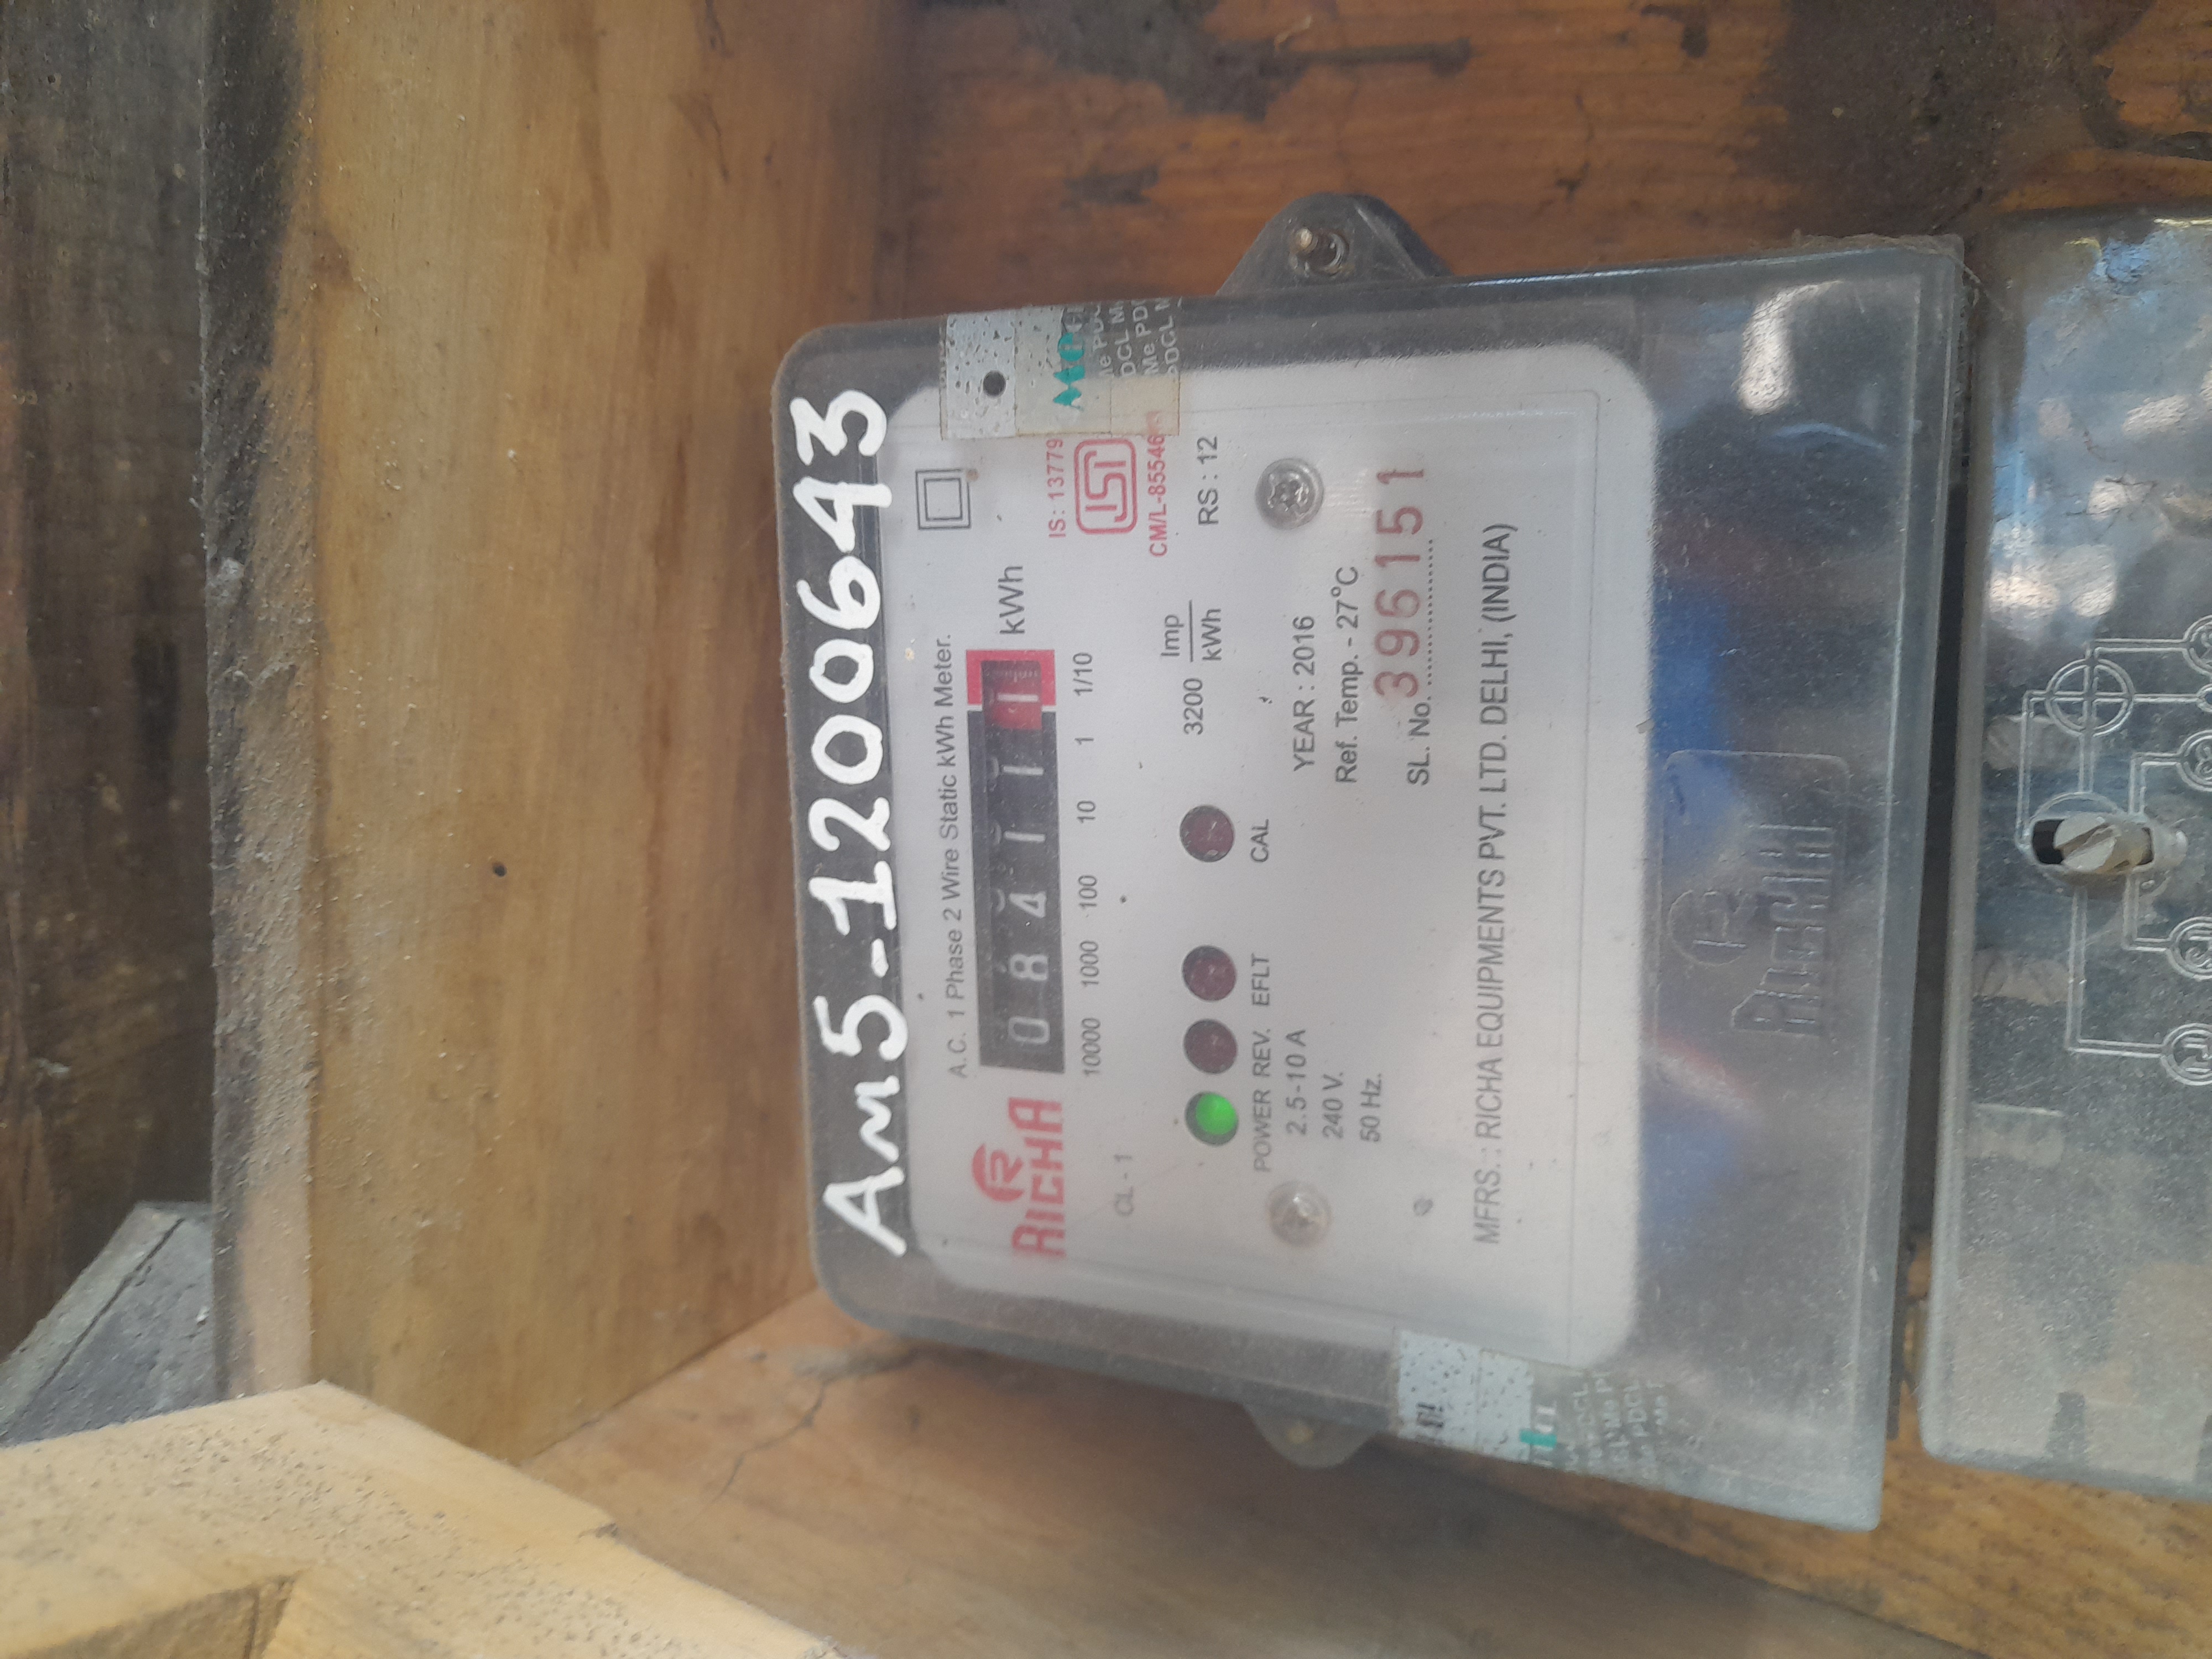 Am5-1200643
A.C. 1 Phase 2 Wire Static kWh Meter.
RICHA
084111
kWh
10000 1000 100 10 1 1/10
IS: 13779
CM/L-85546
CL - 1
3200 Imp
kWh
RS : 12
POWER REV. EFLT CAL
2.5-10 A
240 V.
50 Hz.
YEAR : 2016
Ref. Temp. - 27°C
SL. No. 396151
MFRS. : RICHA EQUIPMENTS PVT. LTD. DELHI, (INDIA)
RICHA